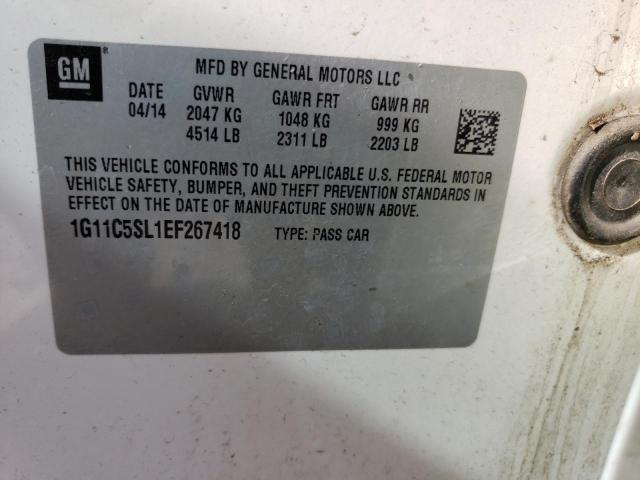 GM ®
MFD BY GENERAL MOTORS LLC
DATE GVWR GAWR FRT GAWR RR
04/14 2047 KG 1048 KG 999 KG
4514 LB 2311 LB 2203 LB
THIS VEHICLE CONFORMS TO ALL APPLICABLE U.S. FEDERAL MOTOR
VEHICLE SAFETY, BUMPER, AND THEFT PREVENTION STANDARDS IN
EFFECT ON THE DATE OF MANUFACTURE SHOWN ABOVE.
1G11C5SL1EF267418 TYPE: PASS CAR